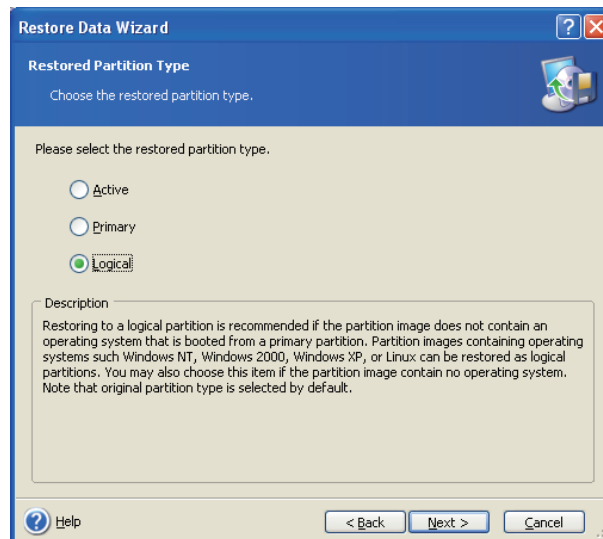 Restore Data Wizard
Restored Partition Type
Choose the restored partition type.
Please select the restored partition type.
Active
Primary
Logical
Description
Restoring to a logical partition is recommended if the partition image does not contain an
operating system that is booted from a primary partition. Partition images containing operating
systems such Windows NT, Windows 2000, Windows XP, or Linux can be restored as logical
partitions. You may also choose this item if the partition image contain no operating system.
Note that original partition type is selected by default.
Help
< Back
Next >
Cancel